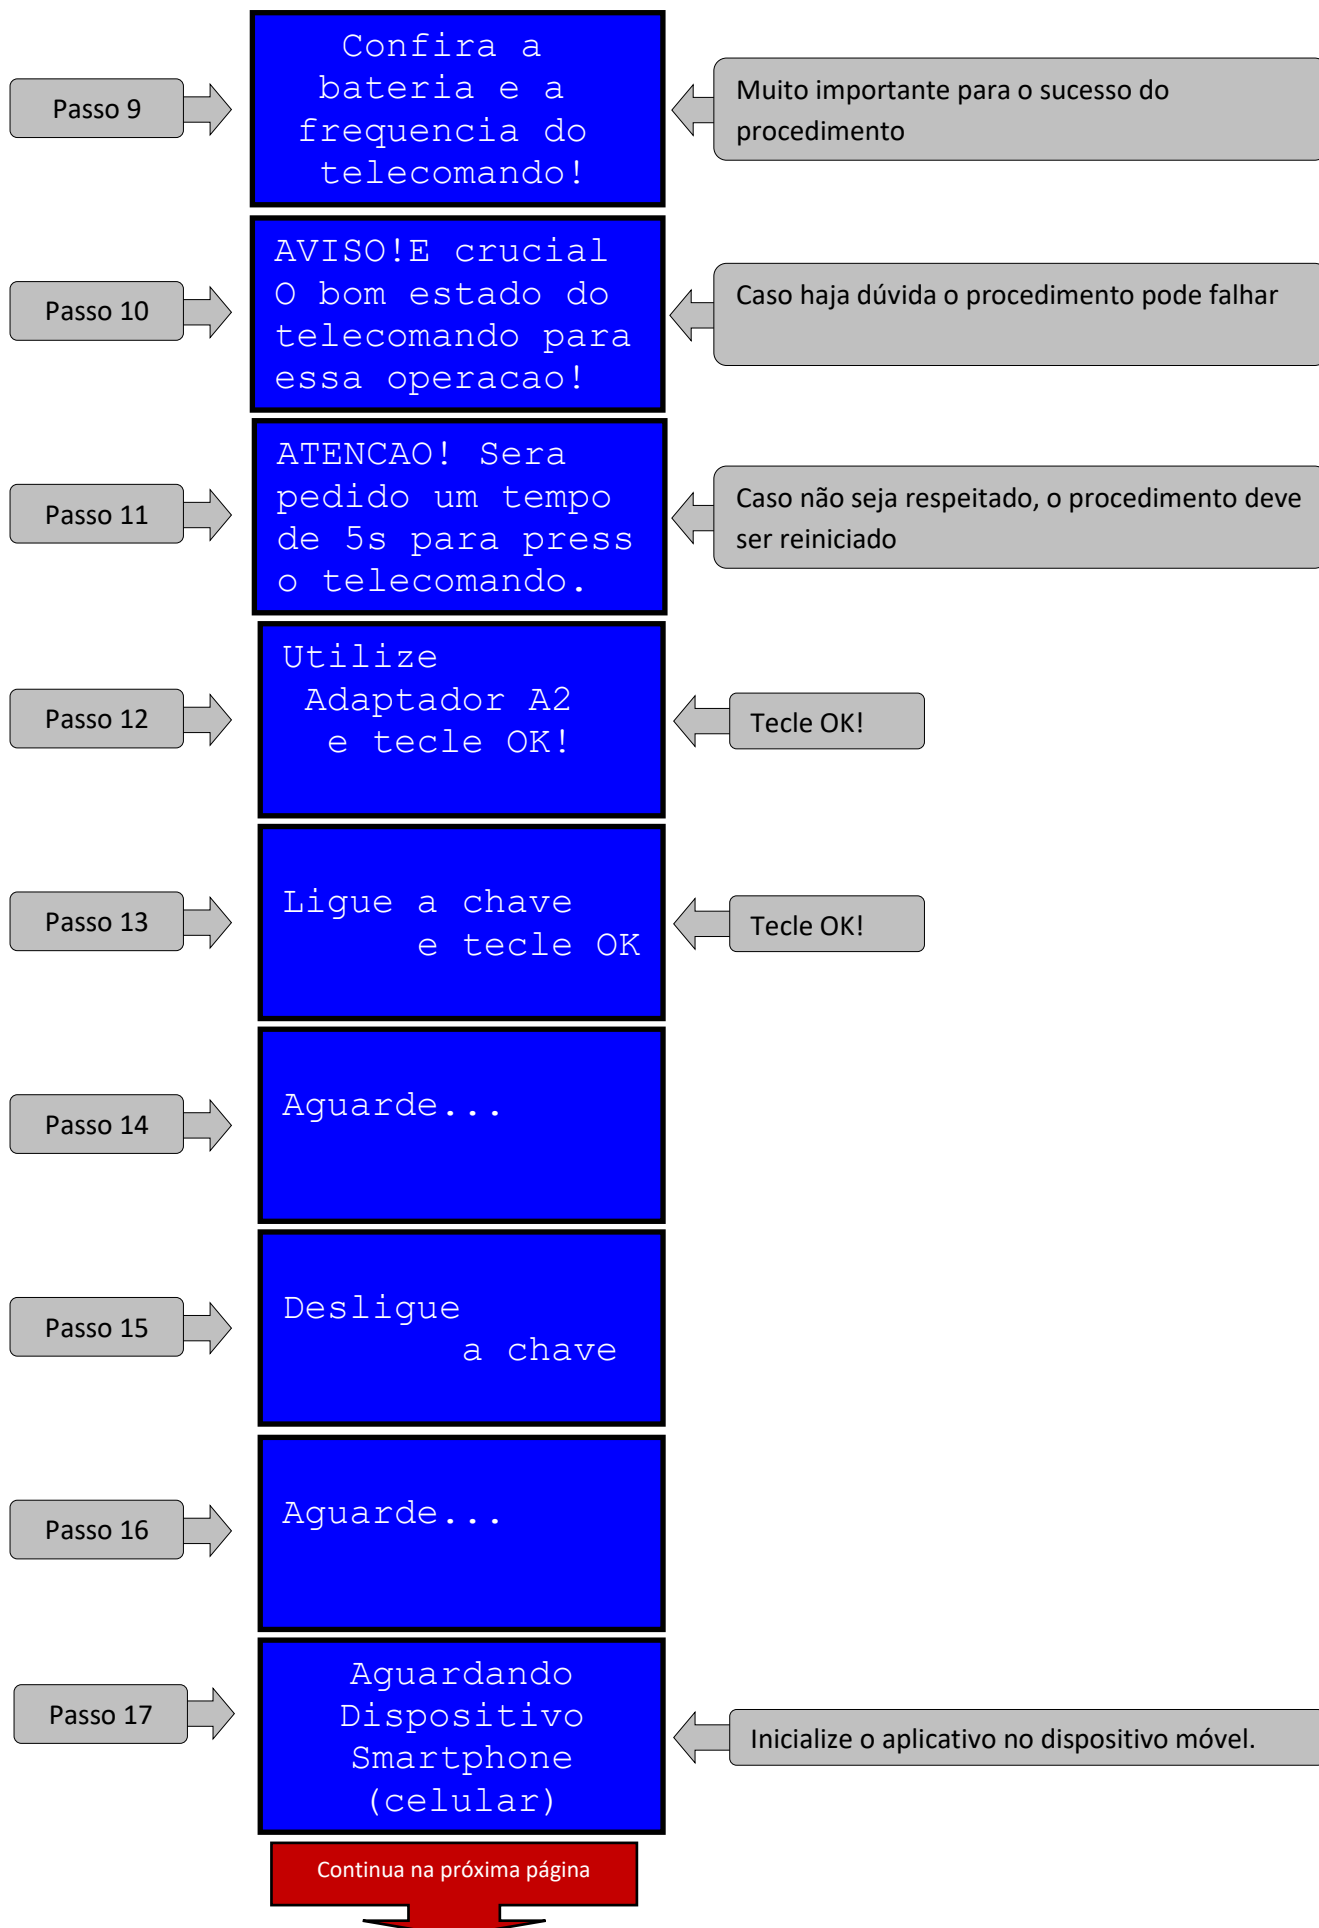 Passo 9
Confira a
bateria e a
frequencia do
telecomando!
Muito importante para o sucesso do
procedimento
Passo 10
AVISO!E crucial
O bom estado do
telecomando para
essa operacao!
Caso haja dúvida o procedimento pode falhar
Passo 11
ATENCAO! Sera
pedido um tempo
de 5s para press
o telecomando.
Caso não seja respeitado, o procedimento deve
ser reiniciado
Passo 12
Utilize
Adaptador A2
e tecle OK!
Tecle OK!
Passo 13
Ligue a chave
e tecle OK
Tecle OK!
Passo 14
Aguarde...
Passo 15
Desligue
a chave
Passo 16
Aguarde...
Passo 17
Aguardando
Dispositivo
Smartphone
(celular)
Inicialize o aplicativo no dispositivo móvel.
Continua na próxima página